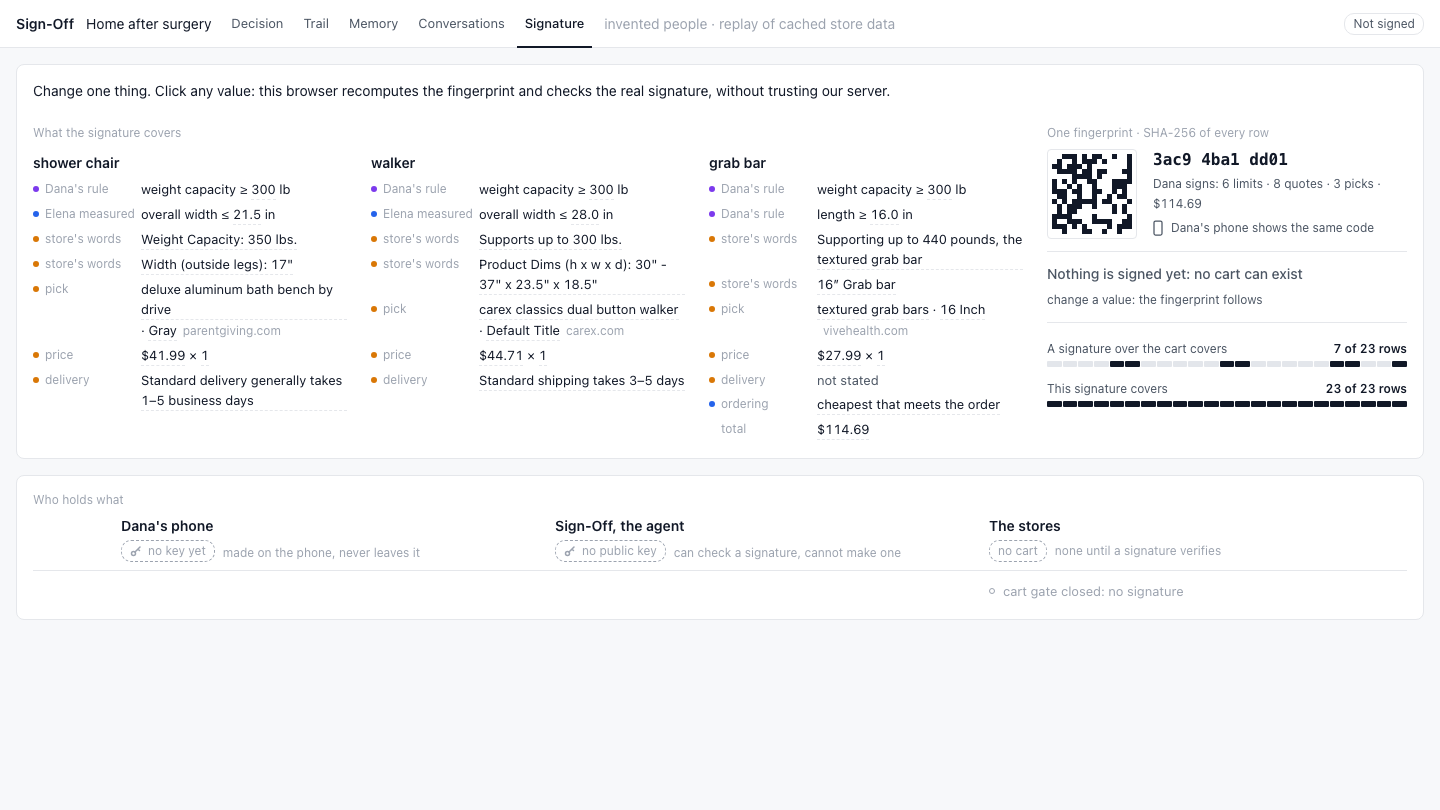 Sign-Off Home after surgery Decision Trail Memory Conversations Signature invented people · replay of cached store data Not signed
Change one thing. Click any value: this browser recomputes the fingerprint and checks the real signature, without trusting our server.
What the signature covers
shower chair
Dana's rule weight capacity ≥ 300 lb
Elena measured overall width ≤ 21.5 in
store's words Weight Capacity: 350 lbs.
store's words Width (outside legs): 17"
pick deluxe aluminum bath bench by
drive
· Gray parentgiving.com
price $41.99 × 1
delivery Standard delivery generally takes
1–5 business days
walker
Dana's rule weight capacity ≥ 300 lb
Elena measured overall width ≤ 28.0 in
store's words Supports up to 300 lbs.
store's words Product Dims (h x w x d): 30" -
37" x 23.5" x 18.5"
pick carex classics dual button walker
· Default Title carex.com
price $44.71 × 1
delivery Standard shipping takes 3–5 days
grab bar
Dana's rule weight capacity ≥ 300 lb
Dana's rule length ≥ 16.0 in
store's words Supporting up to 440 pounds, the
textured grab bar
store's words 16″ Grab bar
pick textured grab bars · 16 Inch
vivehealth.com
price $27.99 × 1
delivery not stated
ordering cheapest that meets the order
total $114.69
One fingerprint · SHA-256 of every row
3ac9 4ba1 dd01
Dana signs: 6 limits · 8 quotes · 3 picks ·
$114.69
Dana's phone shows the same code
Nothing is signed yet: no cart can exist
change a value: the fingerprint follows
A signature over the cart covers 7 of 23 rows
This signature covers 23 of 23 rows
Who holds what
Dana's phone
no key yet made on the phone, never leaves it
Sign-Off, the agent
no public key can check a signature, cannot make one
The stores
no cart none until a signature verifies
cart gate closed: no signature